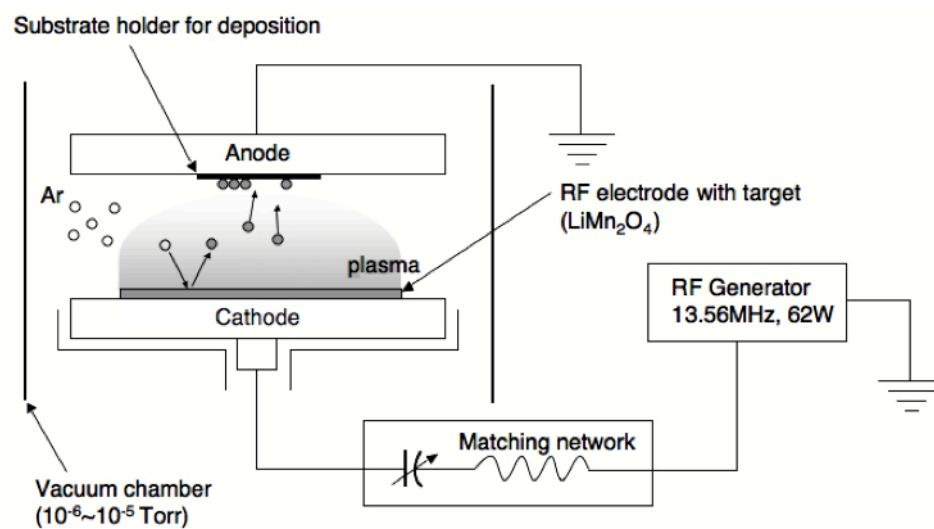 Substrate holder for deposition
Anode
Ar
RF electrode with target
(LiMn₂O₄)
plasma
RF Generator
13.56MHz, 62W
Cathode
Matching network
Vacuum chamber
(10⁻⁶~10⁻⁵ Torr)